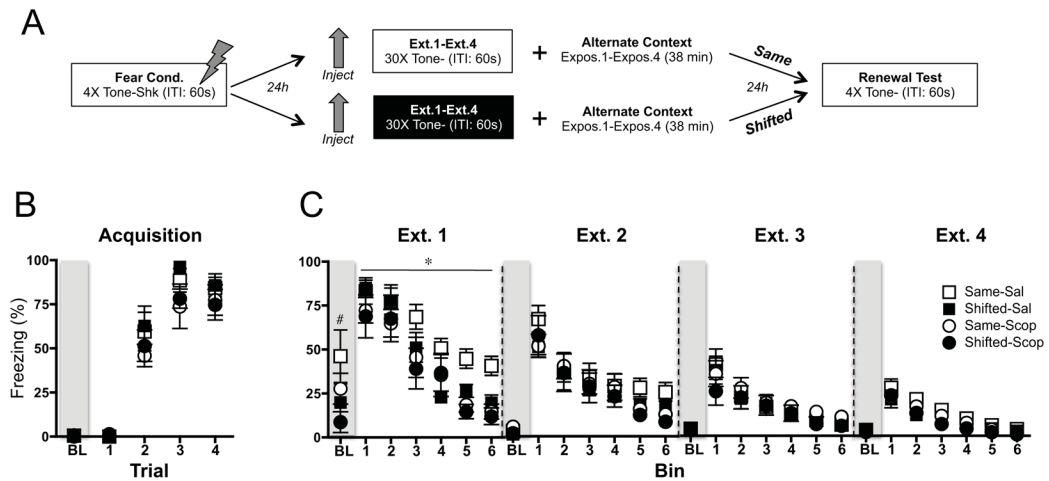 A
Fear Cond.
4X Tone-Shk (ITI: 60s)
24h
Inject
Ext.1-Ext.4
30X Tone- (ITI: 60s)
+
Alternate Context
Expos.1-Expos.4 (38 min)
Same
Inject
Ext.1-Ext.4
30X Tone- (ITI: 60s)
+
Alternate Context
Expos.1-Expos.4 (38 min)
Shifted
24h
Renewal Test
4X Tone- (ITI: 60s)
B
Acquisition
Freezing (%)
100
75
50
25
0
BL 1 2 3 4
Trial
C
Ext. 1 Ext. 2 Ext. 3 Ext. 4
100
75
50
25
0
#
*
Same-Sal
Shifted-Sal
Same-Scop
Shifted-Scop
BL 1 2 3 4 5 6 BL 1 2 3 4 5 6 BL 1 2 3 4 5 6 BL 1 2 3 4 5 6
Bin